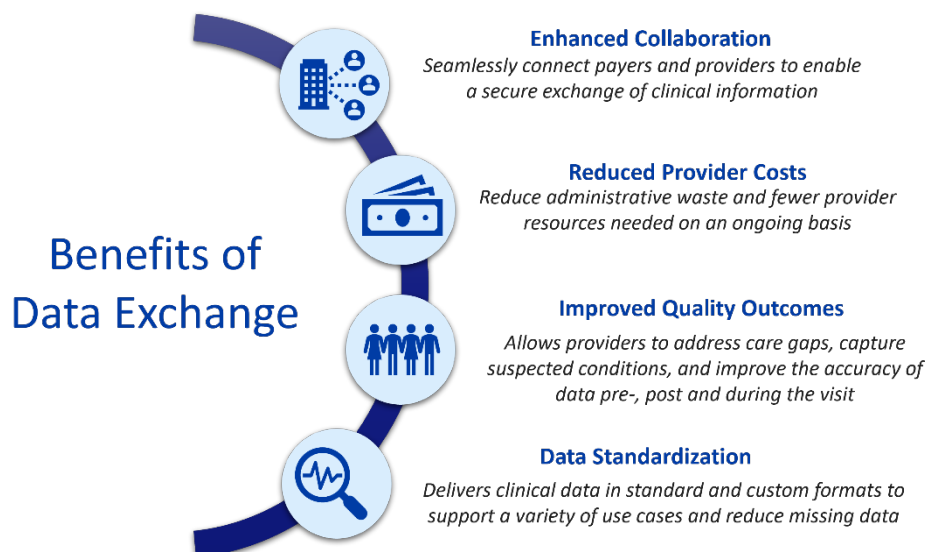 Benefits of
Data Exchange
Enhanced Collaboration
Seamlessly connect payers and providers to enable
a secure exchange of clinical information
Reduced Provider Costs
Reduce administrative waste and fewer provider
resources needed on an ongoing basis
Improved Quality Outcomes
Allows providers to address care gaps, capture
suspected conditions, and improve the accuracy of
data pre-, post and during the visit
Data Standardization
Delivers clinical data in standard and custom formats to
support a variety of use cases and reduce missing data